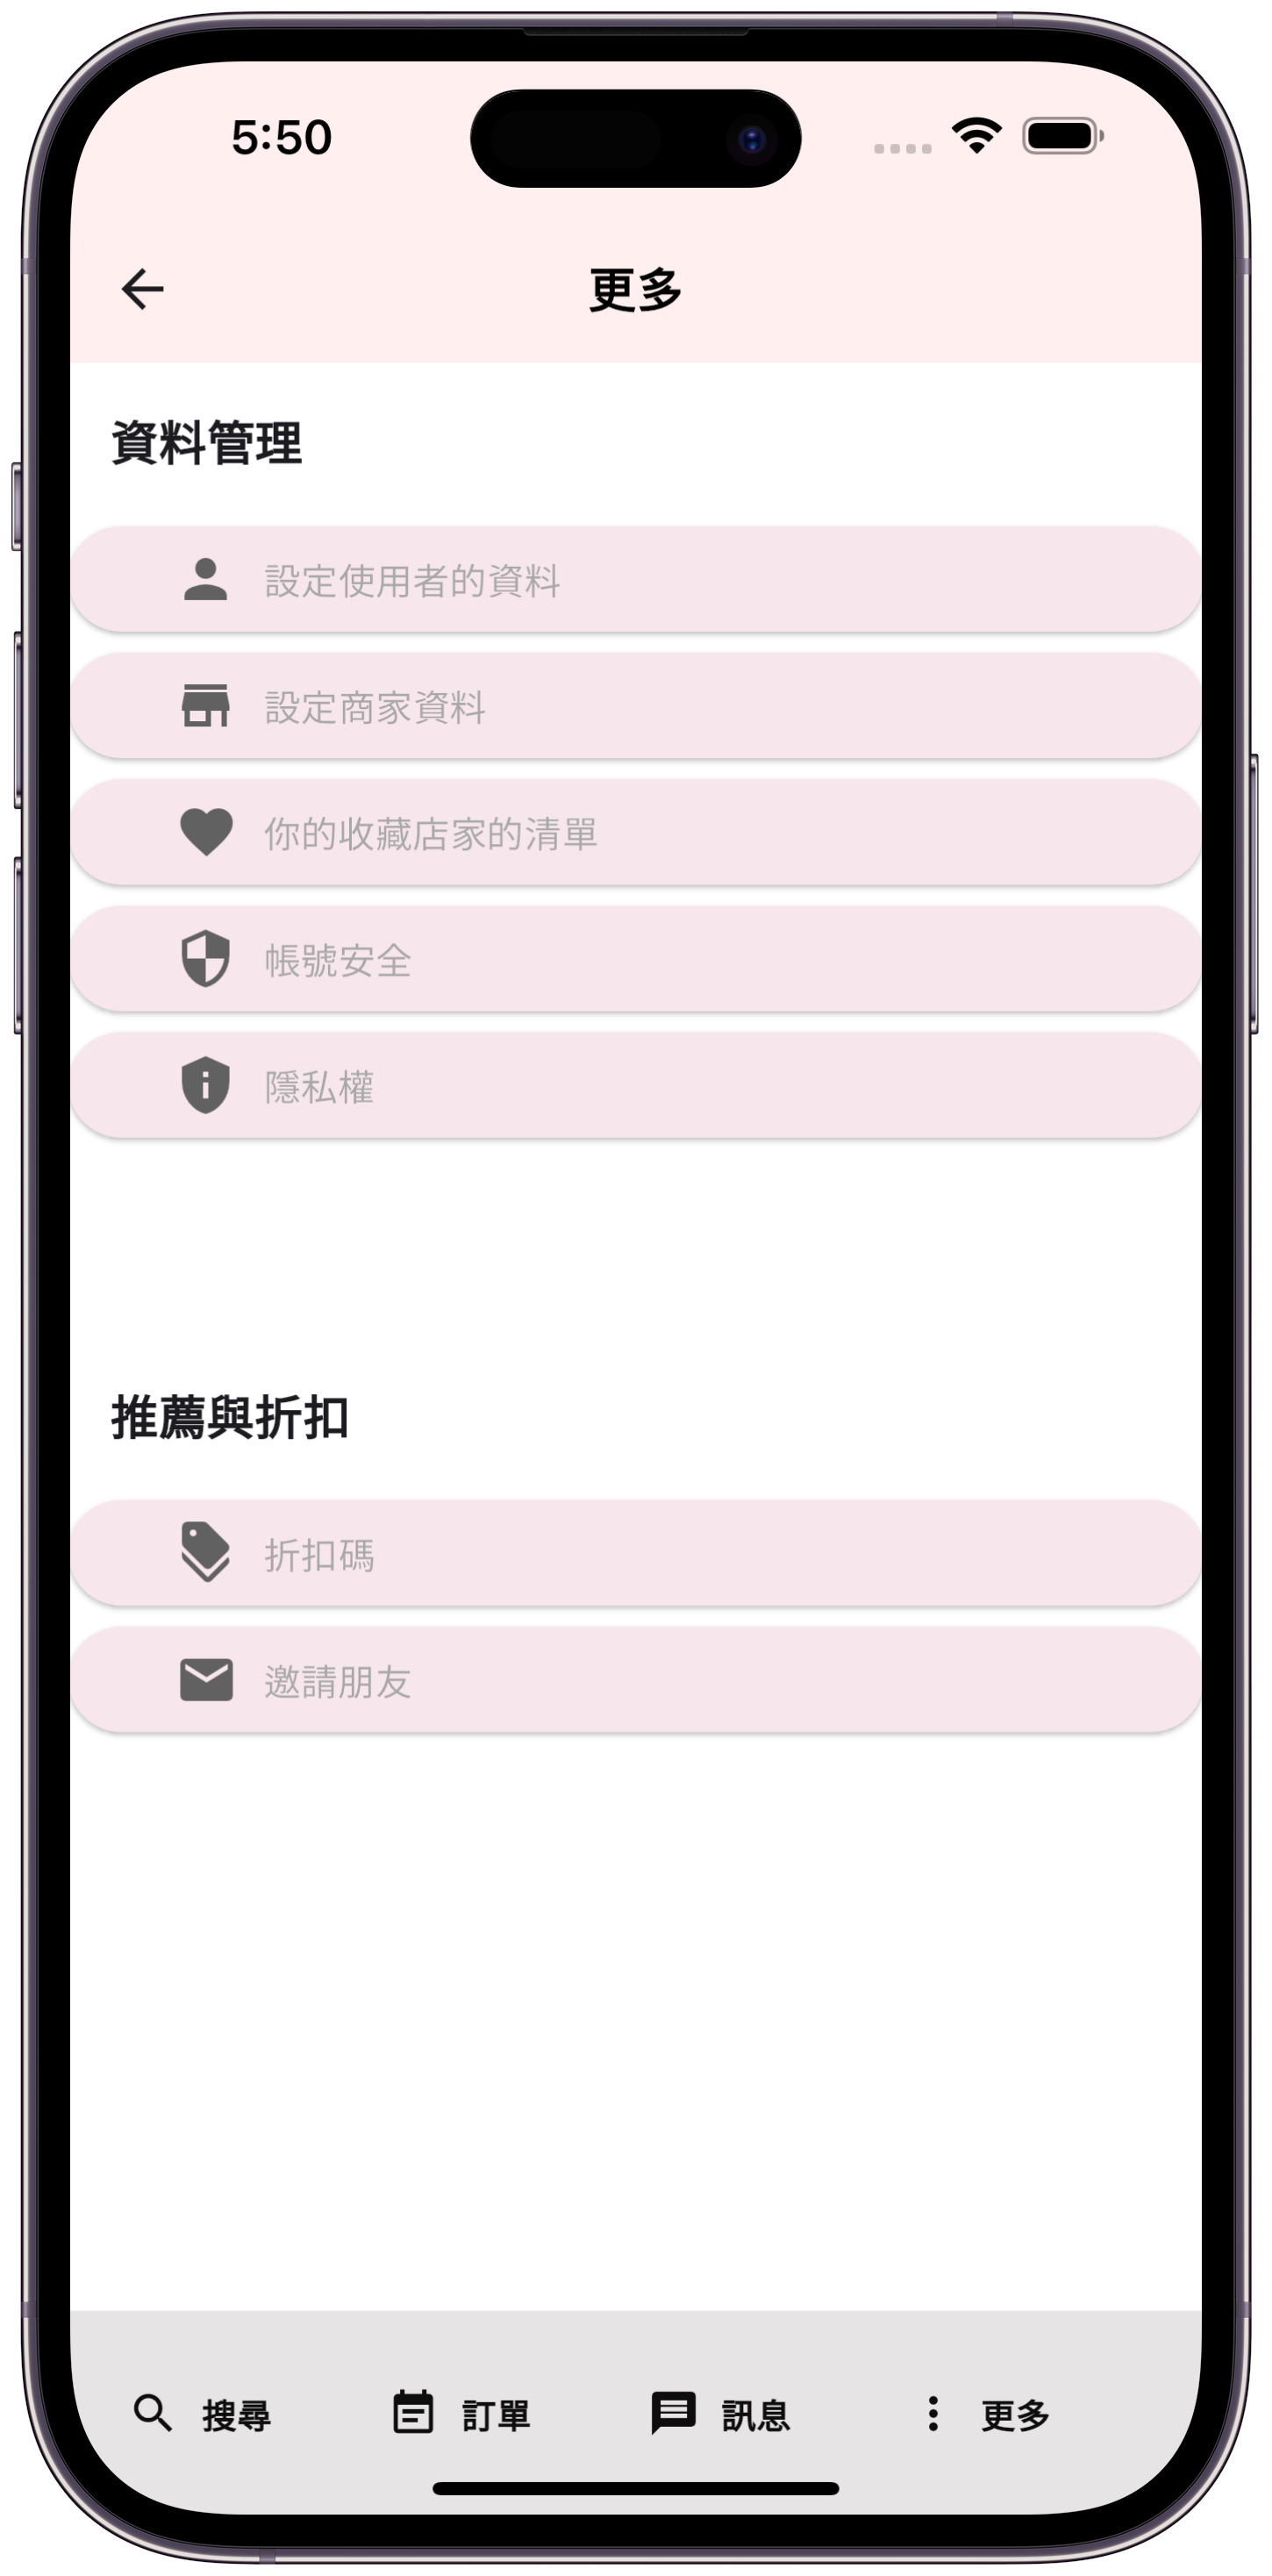 5:50
更多
資料管理
設定使用者的資料
設定商家資料
你的收藏店家的清單
帳號安全
隱私權
推薦與折扣
折扣碼
邀請朋友
搜尋 訂單 訊息 更多